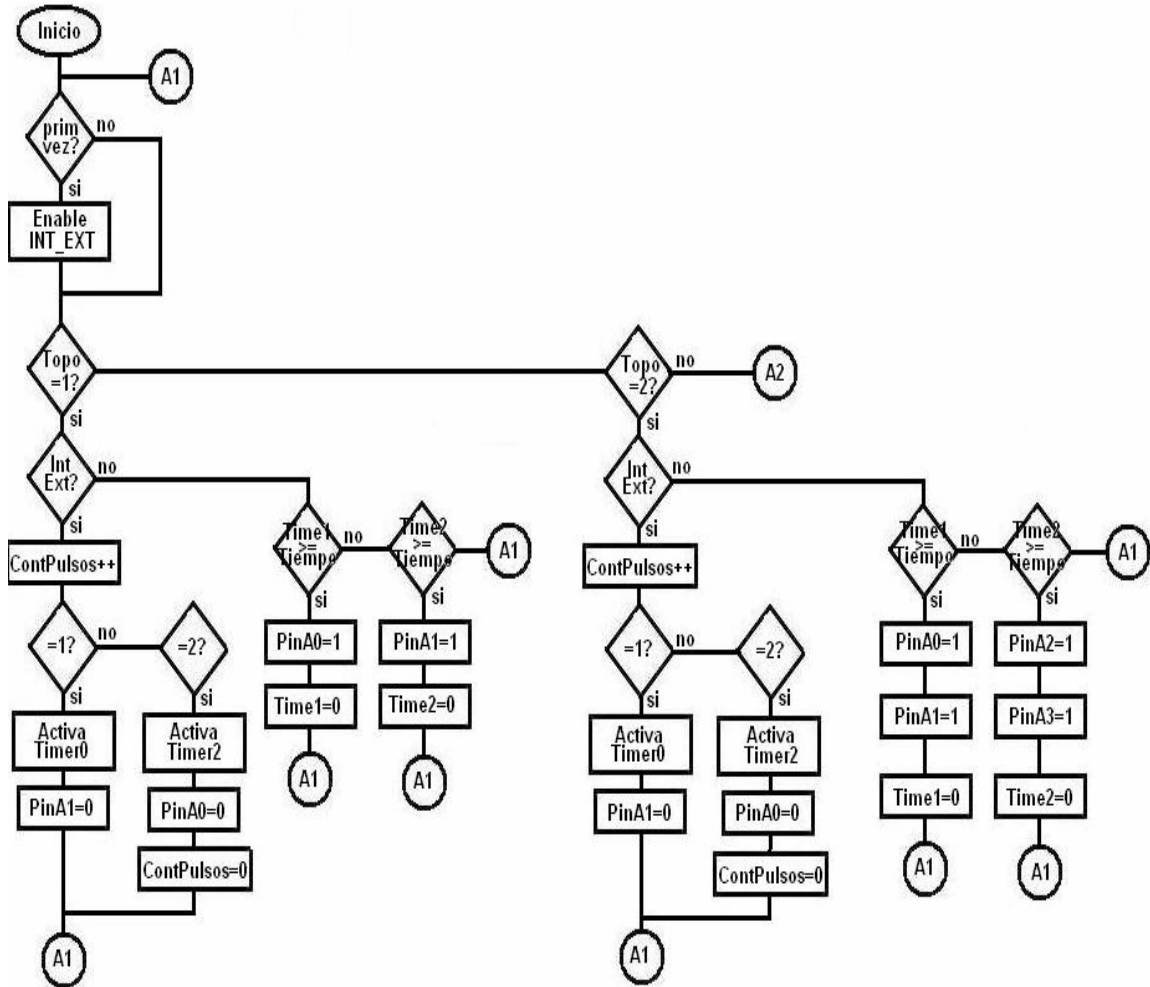 Inicio
A1
prim
vez?
no
si
Enable
INT_EXT
Topo
=1?
si
Topo
=2?
no
A2
si
Int
Ext?
no
si
ContPulsos++
=1?
no
=2?
si
si
Activa
Timer0
PinA1=0
Activa
Timer2
PinA0=0
ContPulsos=0
A1
Time1
>=
Tiempo
no
Time2
>=
Tiempo
A1
si
si
PinA0=1
Time1=0
A1
PinA1=1
Time2=0
A1
Int
Ext?
no
si
ContPulsos++
=1?
no
=2?
si
si
Activa
Timer0
PinA1=0
Activa
Timer2
PinA0=0
ContPulsos=0
A1
Time1
>=
Tiempo
no
Time2
>=
Tiempo
A1
si
si
PinA0=1
PinA1=1
Time1=0
A1
PinA2=1
PinA3=1
Time2=0
A1